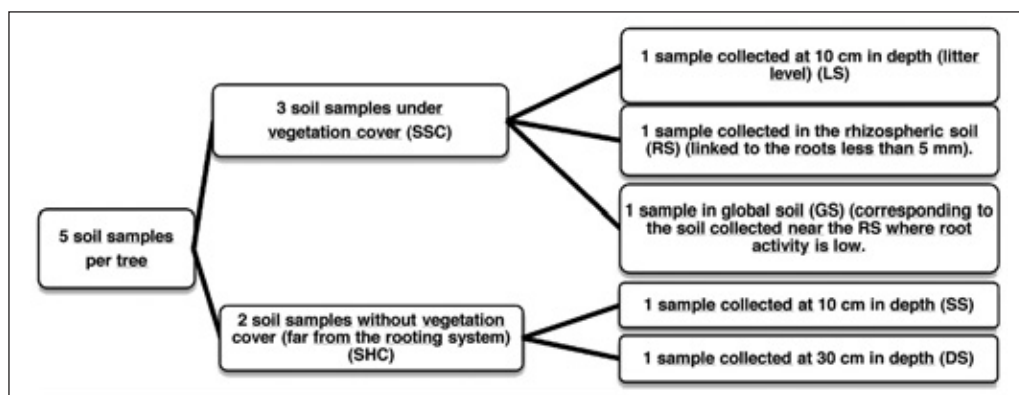 5 soil samples
per tree
3 soil samples under
vegetation cover (SSC)
1 sample collected at 10 cm in depth (litter
level) (LS)
1 sample collected in the rhizospheric soil
(RS) (linked to the roots less than 5 mm).
1 sample in global soil (GS) (corresponding to
the soil collected near the RS where root
activity is low.
2 soil samples without vegetation
cover (far from the rooting system)
(SHC)
1 sample collected at 10 cm in depth (SS)
1 sample collected at 30 cm in depth (DS)